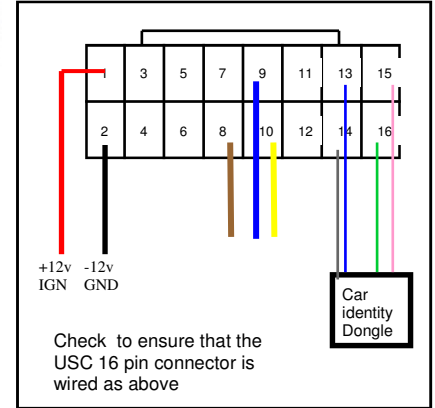 1 3 5 7 9 11 13 15
2 4 6 8 10 12 14 16
+12v -12v
IGN GND
Car
identity
Dongle
Check to ensure that the
USC 16 pin connector is
wired as above